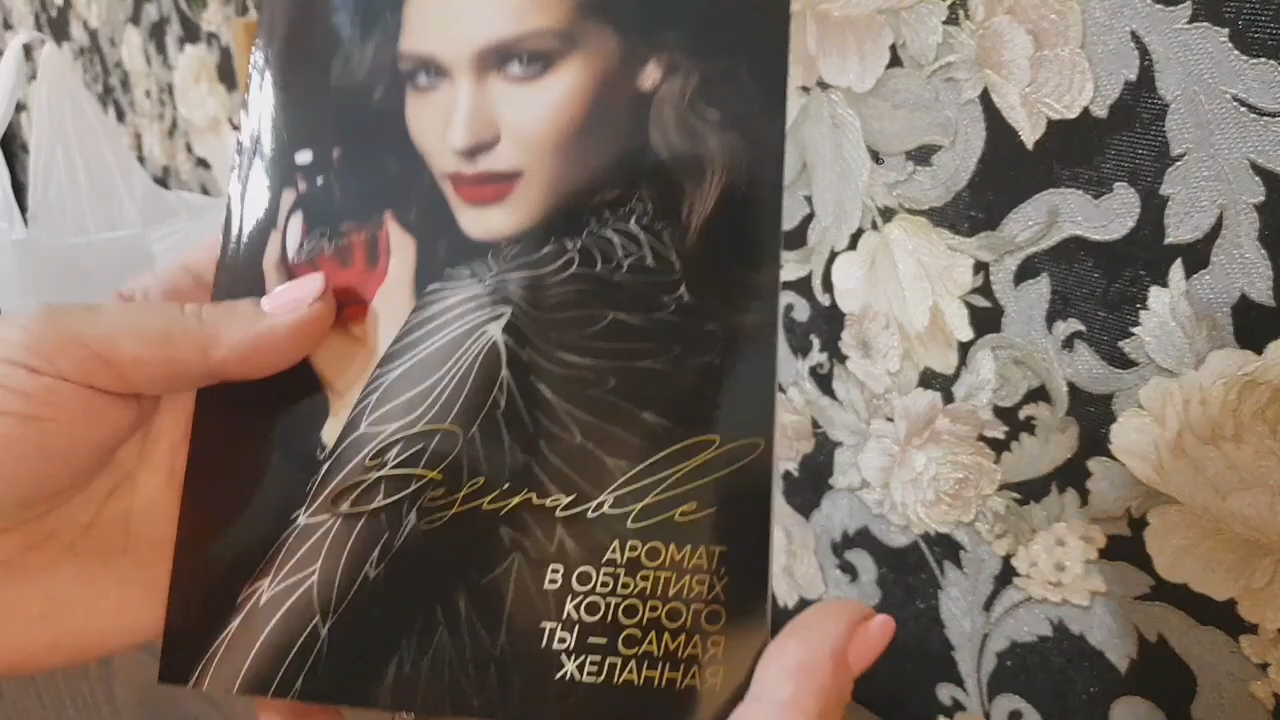 Desirable
АРОМАТ,
В ОБЪЯТИЯХ
КОТОРОГО
ТЫ – САМАЯ
ЖЕЛАННАЯ